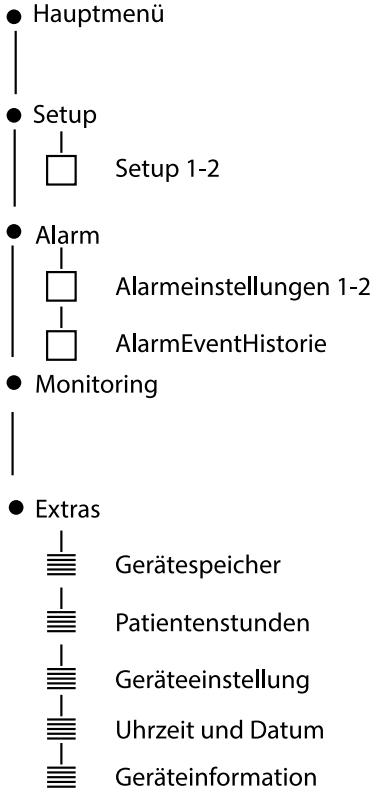 Hauptmenü
Setup
Setup 1-2
Alarm
Alarmeinstellungen 1-2
AlarmEventHistorie
Monitoring
Extras
Gerätespeicher
Patientenstunden
Geräteeinstellung
Uhrzeit und Datum
Geräteinformation